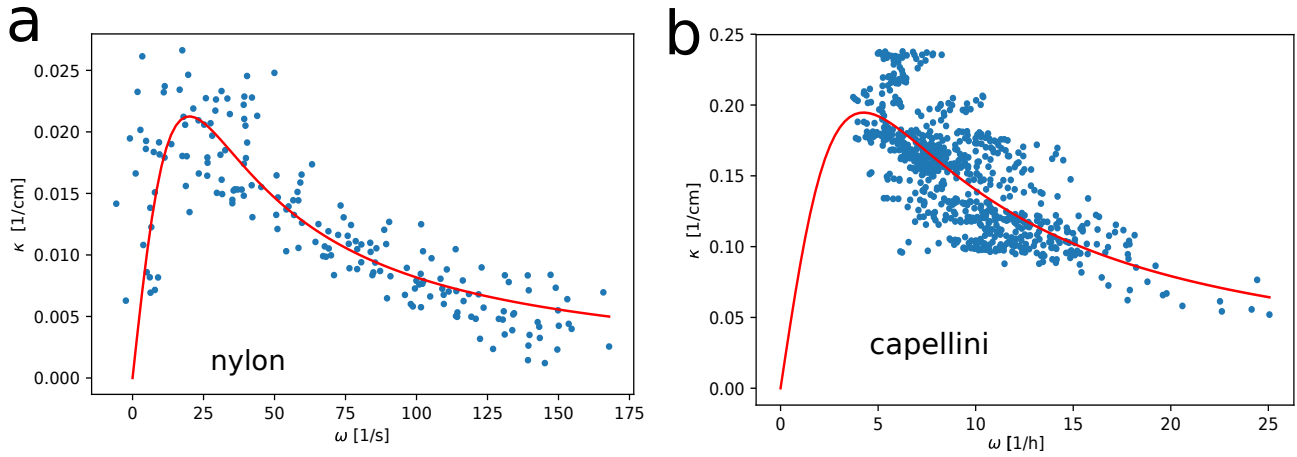 a
0.025
0.020
0.015
0.010
0.005
0.000
κ [1/cm]
nylon
0 25 50 75 100 125 150 175
ω [1/s]
b
0.25
0.20
0.15
0.10
0.05
0.00
κ [1/cm]
capellini
0 5 10 15 20 25
ω [1/h]